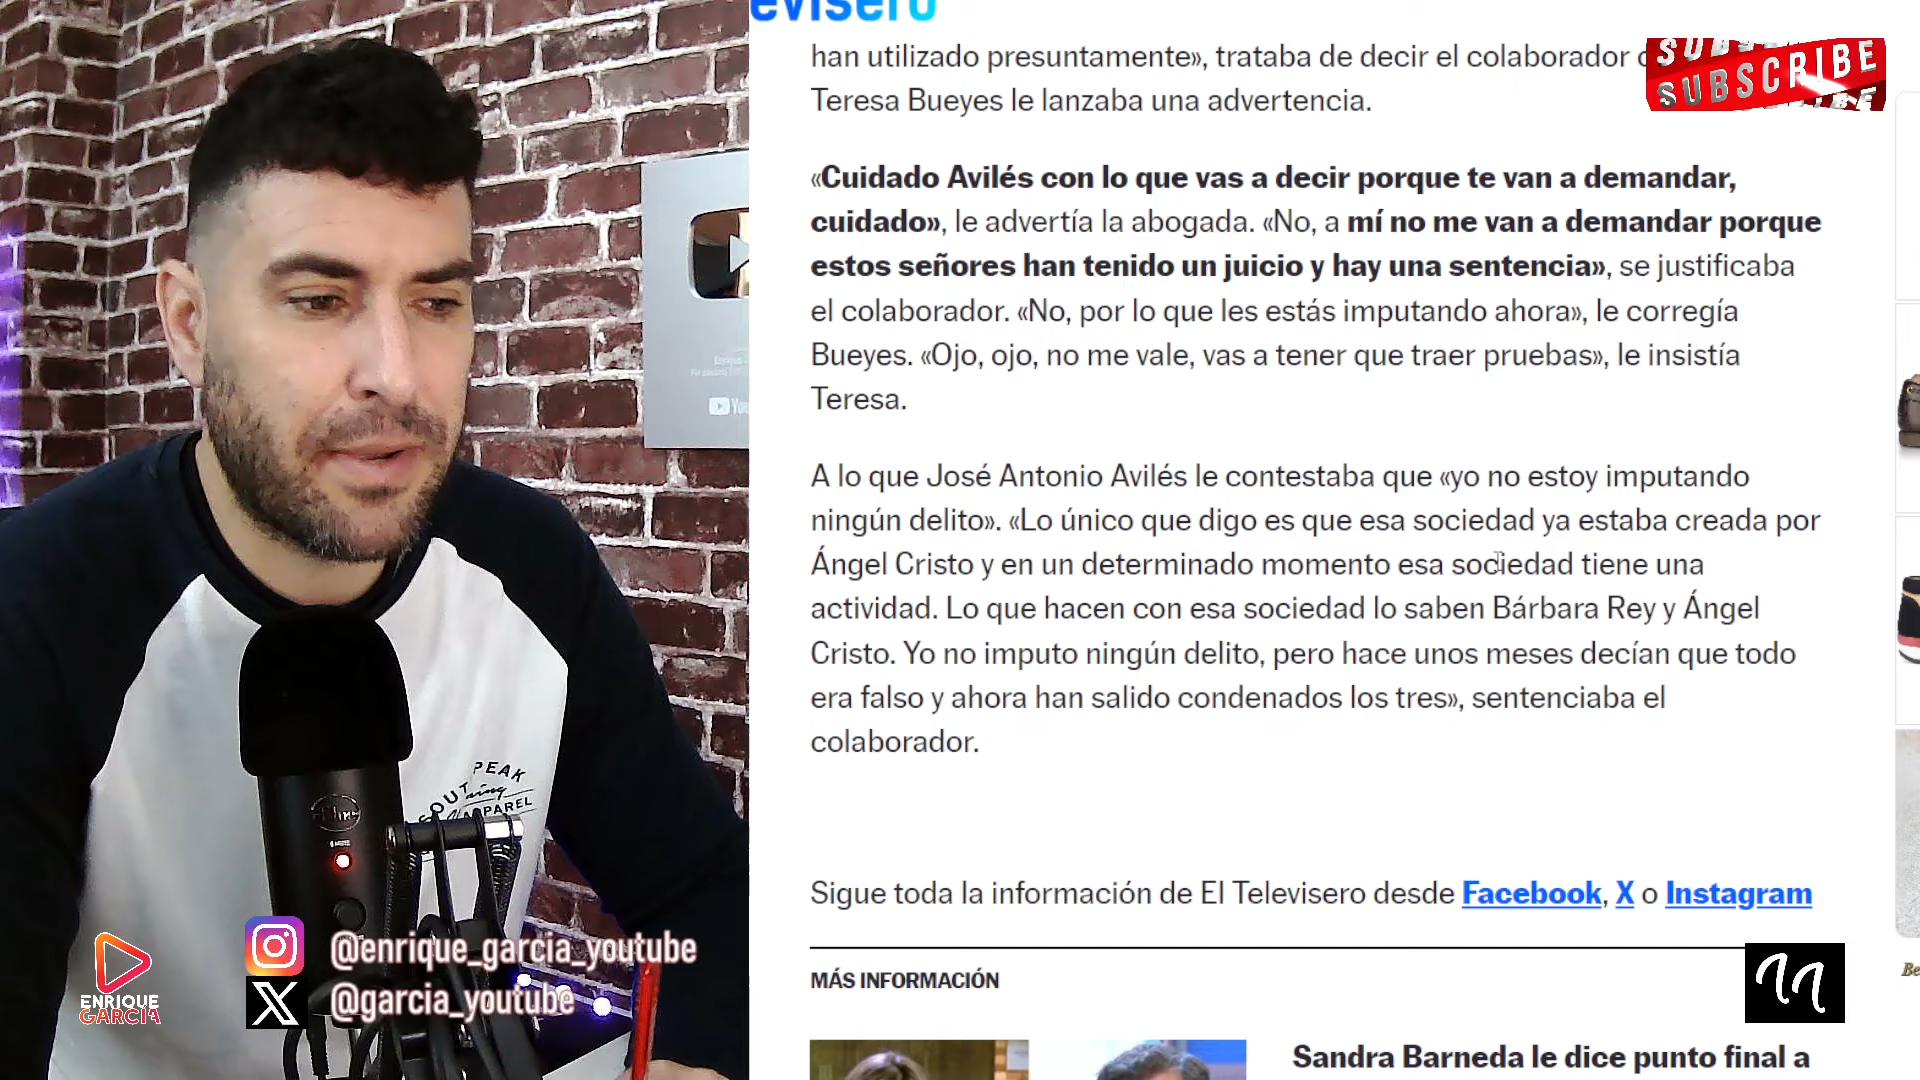 evisero
han utilizado presuntamente», trataba de decir el colaborador
Teresa Bueyes le lanzaba una advertencia.
SUBSCRIBE
«Cuidado Avilés con lo que vas a decir porque te van a demandar,
cuidado», le advertía la abogada. «No, a mí no me van a demandar porque
estos señores han tenido un juicio y hay una sentencia», se justificaba
el colaborador. «No, por lo que les estás imputando ahora», le corregía
Bueyes. «Ojo, ojo, no me vale, vas a tener que traer pruebas», le insistía
Teresa.
A lo que José Antonio Avilés le contestaba que «yo no estoy imputando
ningún delito». «Lo único que digo es que esa sociedad ya estaba creada por
Ángel Cristo y en un determinado momento esa sociedad tiene una
actividad. Lo que hacen con esa sociedad lo saben Bárbara Rey y Ángel
Cristo. Yo no imputo ningún delito, pero hace unos meses decían que todo
era falso y ahora han salido condenados los tres», sentenciaba el
colaborador.
Sigue toda la información de El Televisero desde Facebook, X o Instagram
MÁS INFORMACIÓN
Sandra Barneda le dice punto final a
Be
PEAK
APPAREL
ENRIQUE
GARCIA
@enrique_garcia_youtube
@garcia_youtube